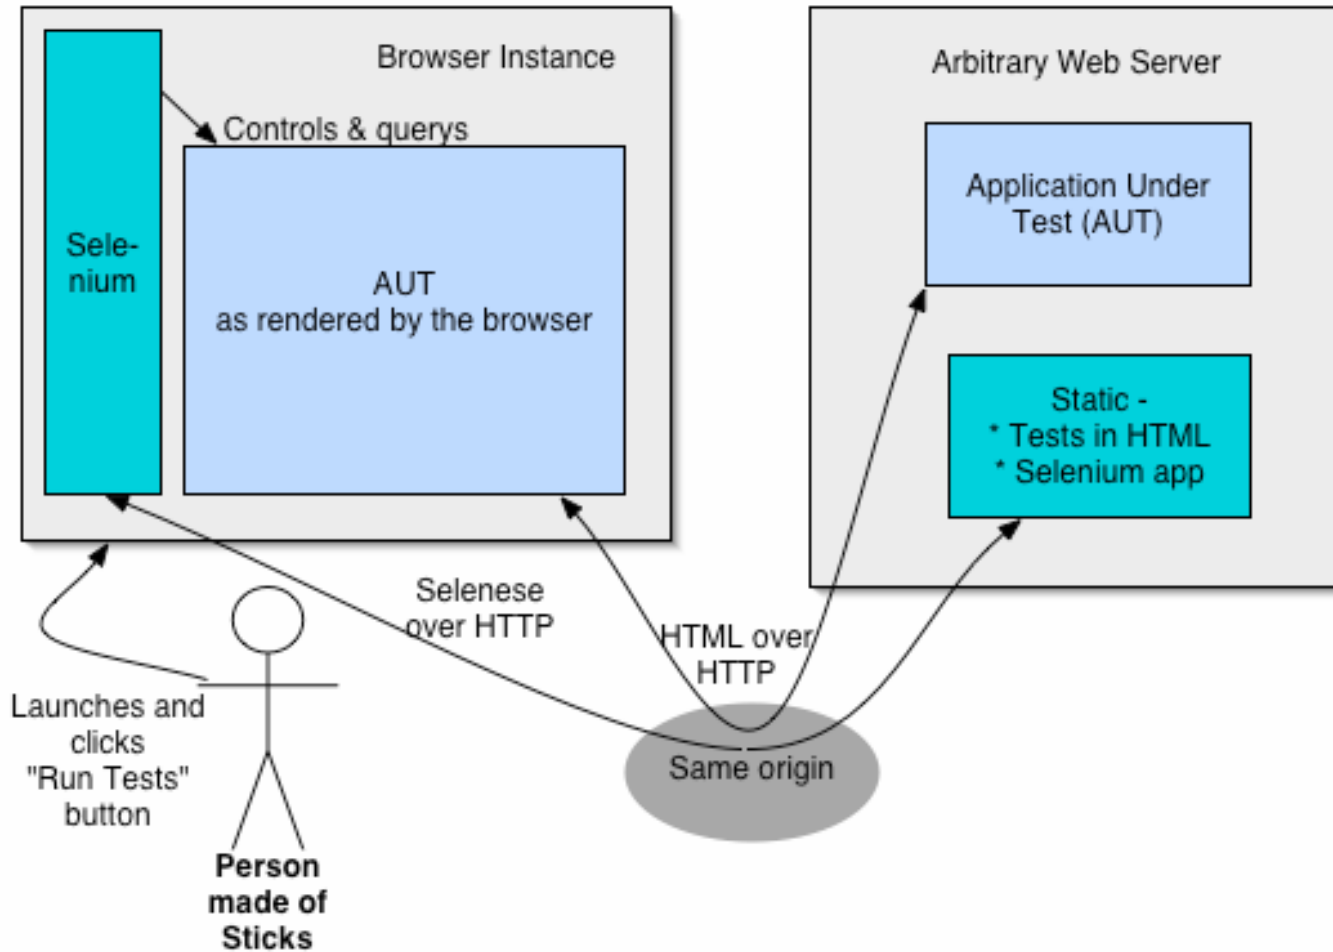 Browser Instance
Arbitrary Web Server
Controls & querys
Sele-
nium
AUT
as rendered by the browser
Application Under
Test (AUT)
Static -
* Tests in HTML
* Selenium app
Selenese
over HTTP
HTML over
HTTP
Same origin
Launches and
clicks
"Run Tests"
button
Person
made of
Sticks